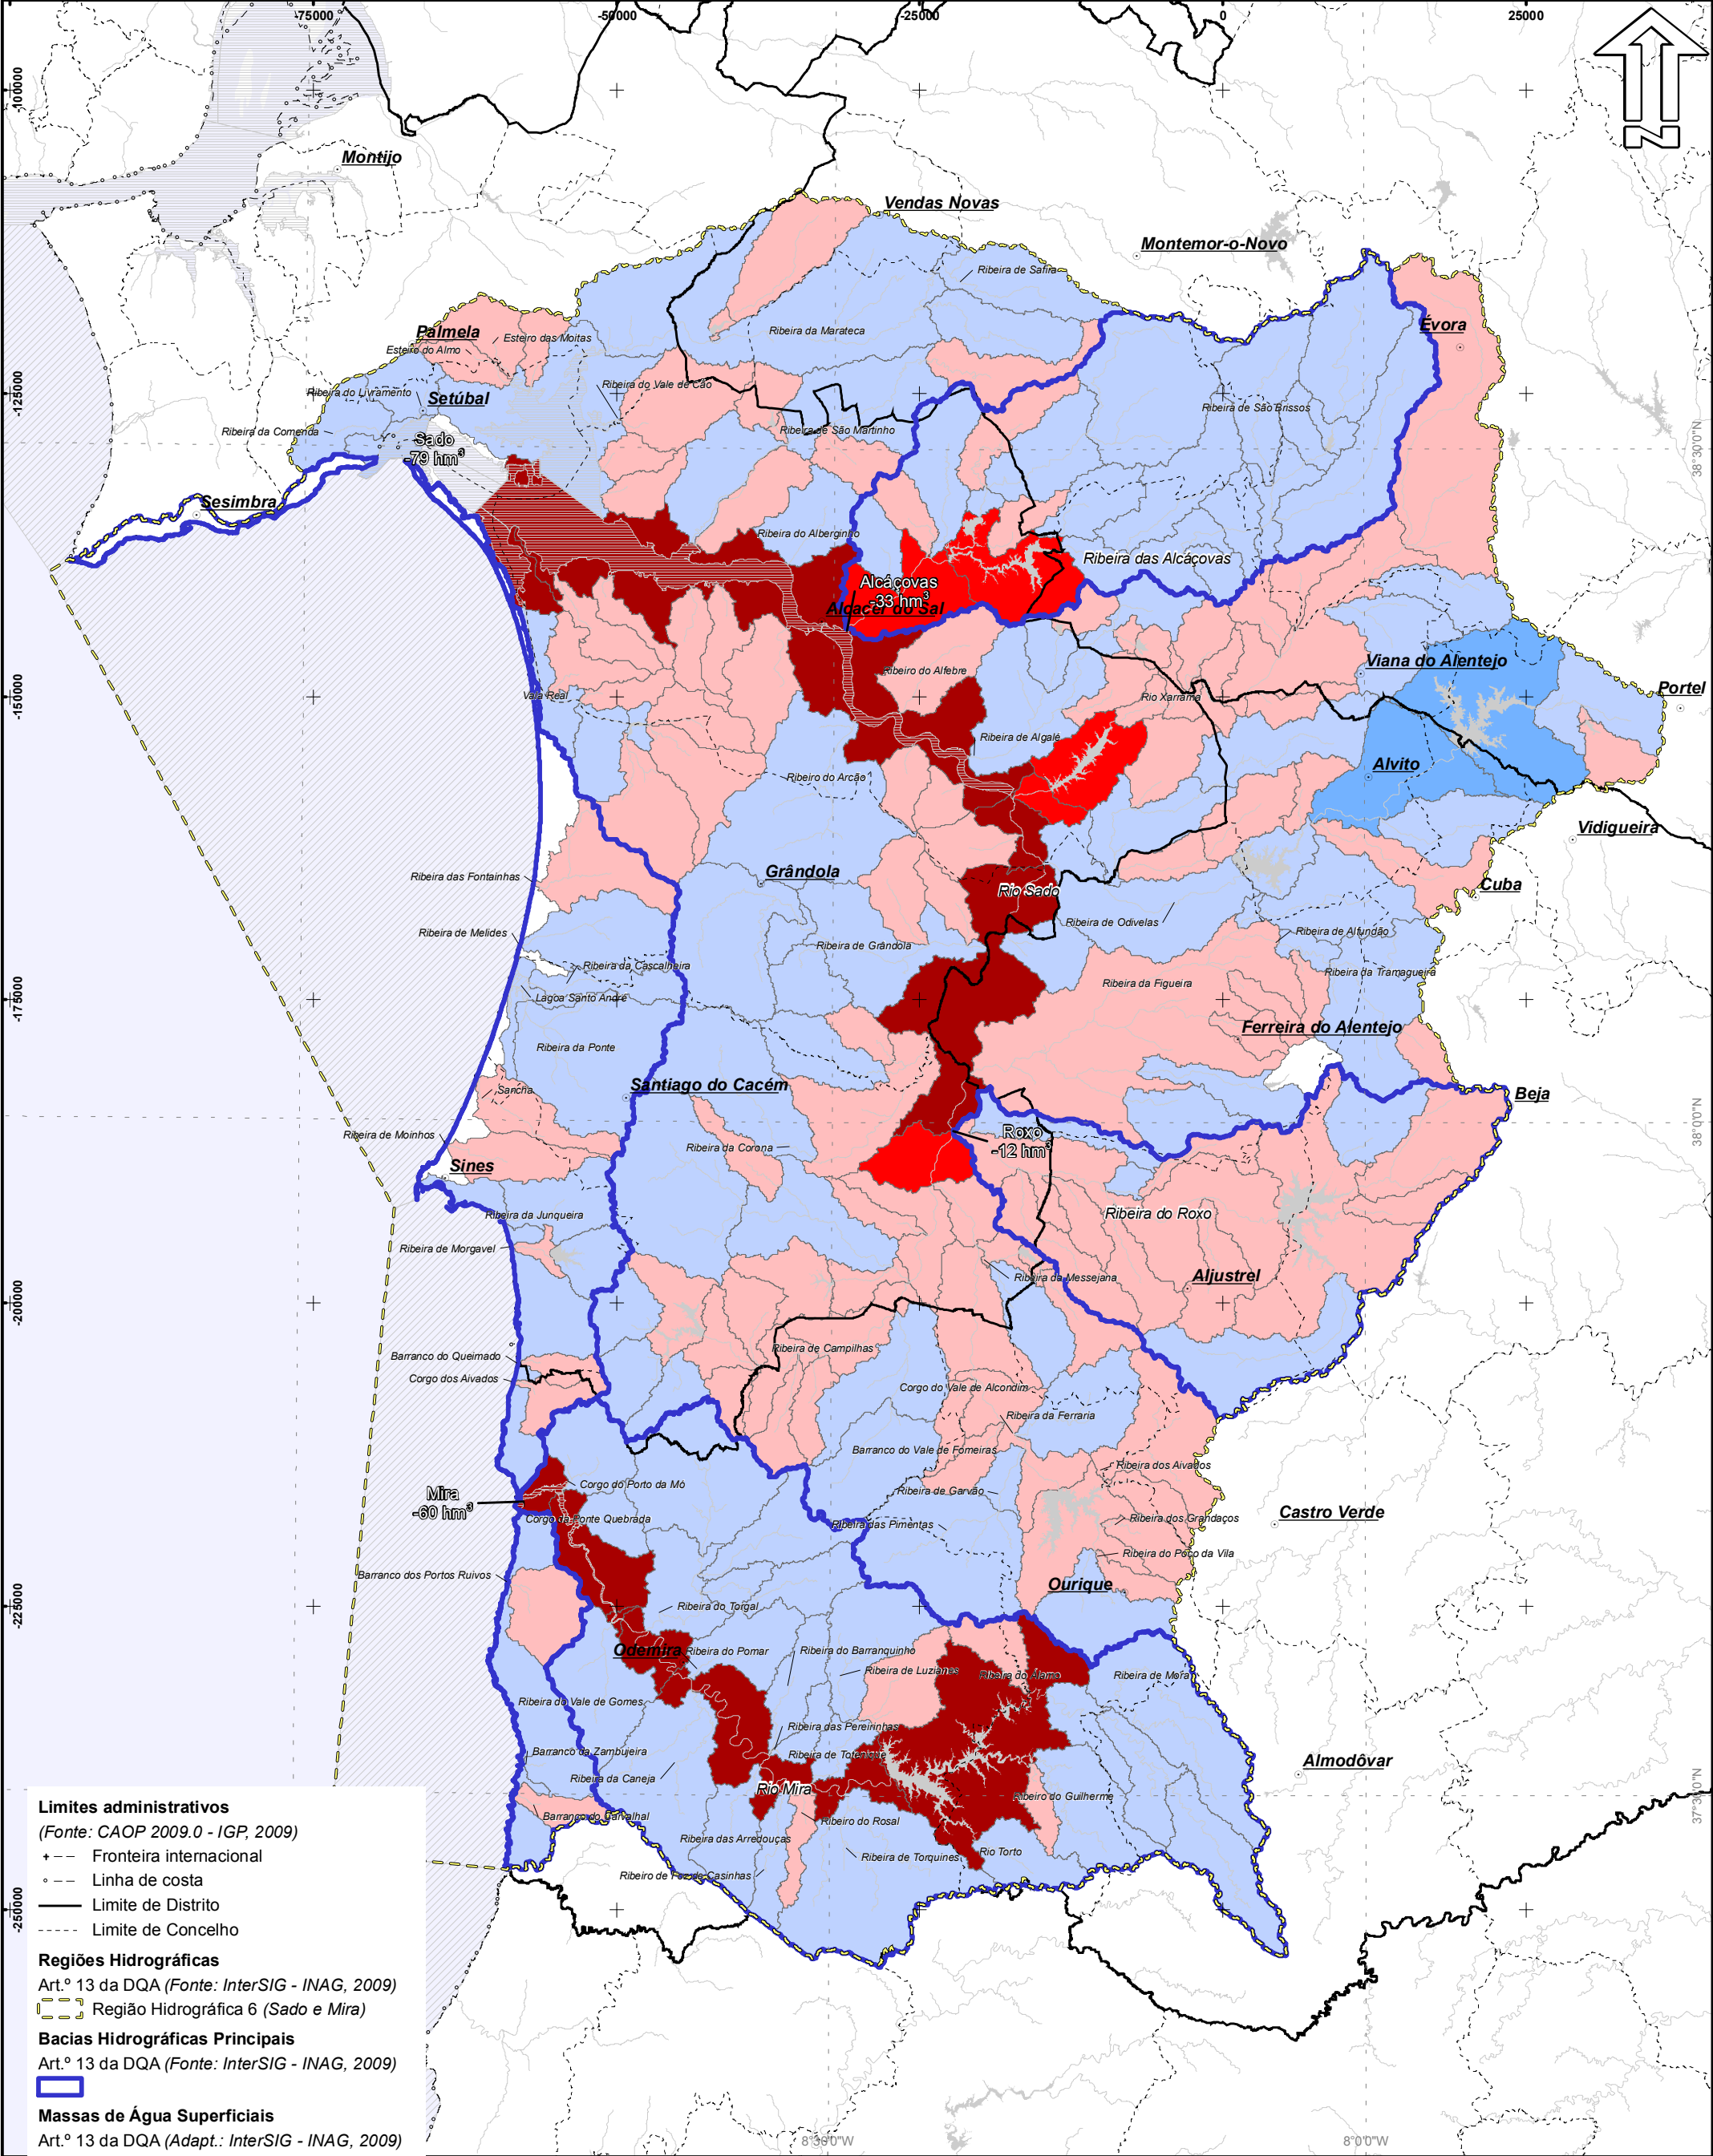 -75000
-50000
-25000
0
25000
-100000
-125000
-150000
-175000
-200000
-225000
-250000
N
Montijo
Vendas Novas
Montemor-o-Novo
Ribeira de Safira
Palmela
Esteiro do Almo
Esteiro das Moitas
Ribeira da Marateca
Évora
Ribeira do Livramento
Setúbal
Ribeira do Vale de Cão
Ribeira de São Brissos
Ribeira da Comenda
Sado
-79 hm³
Ribeira de São Martinho
38°30'0"N
Sesimbra
Ribeiro do Alberginho
Ribeira das Alcáçovas
Alcáçovas
-33 hm³
Alcácer do Sal
Ribeiro do Alfebre
Viana do Alentejo
Portel
Vala Real
Rio Xarrama
Ribeira de Algale
Ribeiro do Arcão
Alvito
Vidigueira
Grândola
Ribeira das Fontainhas
Rio Sado
Cuba
Ribeira de Odivelas
Ribeira de Melides
Ribeira de Alfundão
Ribeira de Grândola
Ribeira da Cascalheira
Ribeira da Tramagueira
Lagoa Santo André
Ribeira da Figueira
Ferreira do Alentejo
Ribeira da Ponte
Sancha
Santiago do Cacém
Beja
Ribeira de Moinhos
Ribeira da Corona
Roxo
-12 hm³
38°0'0"N
Sines
Ribeira da Junqueira
Ribeira do Roxo
Ribeira de Morgavel
Ribeira da Messejana
Aljustrel
Barranco do Queimado
Ribeira de Campilhas
Corgo dos Aivados
Corgo do Vale de Alcondim
Ribeira da Ferraria
Barranco do Vale de Fomeiras
Ribeira dos Aivados
Corgo do Porto da Mó
Ribeira de Garvão
Mira
-60 hm³
Corgo da Ponte Quebrada
Ribeira das Pimentas
Ribeira dos Grandaços
Castro Verde
Ribeira do Poço da Vila
Barranco dos Portos Ruivos
Ourique
Ribeira do Torgal
Odemira
Ribeira do Pomar
Ribeira do Barranquinho
Ribeira de Luzianes
Ribeira do Alamo
Ribeira de Mora
Ribeira do Vale de Gomes
Ribeira das Pereirinhas
Barranco da Zambujeira
Ribeira de Totenique
Almodôvar
Ribeira da Caneja
Rio Mira
Ribeiro do Guilherme
37°30'0"N
Barranco do Carvalhal
Ribeiro do Rosal
Ribeira das Arredouças
Rio Torto
Ribeira de Torquines
Ribeiro de Foz de Casinhas
8°30'0"W
8°0'0"W
Limites administrativos
(Fonte: CAOP 2009.0 - IGP, 2009)
Fronteira internacional
Linha de costa
Limite de Distrito
Limite de Concelho
Regiões Hidrográficas
Art.º 13 da DQA (Fonte: InterSIG - INAG, 2009)
Região Hidrográfica 6 (Sado e Mira)
Bacias Hidrográficas Principais
Art.º 13 da DQA (Fonte: InterSIG - INAG, 2009)
Massas de Água Superficiais
Art.º 13 da DQA (Adapt.: InterSIG - INAG, 2009)